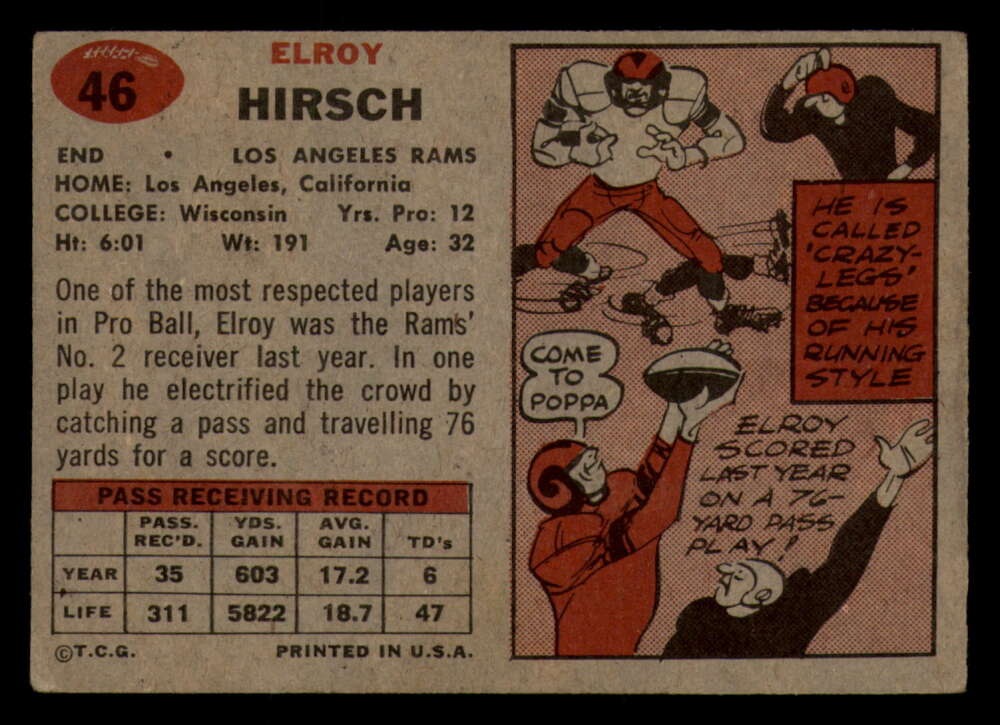 46
ELROY
HIRSCH
END • LOS ANGELES RAMS
HOME: Los Angeles, California
COLLEGE: Wisconsin Yrs. Pro: 12
Ht: 6:01 Wt: 191 Age: 32
One of the most respected players
in Pro Ball, Elroy was the Rams'
No. 2 receiver last year. In one
play he electrified the crowd by
catching a pass and travelling 76
yards for a score.
PASS RECEIVING RECORD
PASS. YDS. AVG.
REC'D. GAIN GAIN TD's
YEAR 35 603 17.2 6
LIFE 311 5822 18.7 47
©T.C.G. PRINTED IN U.S.A.
HE IS
CALLED
'CRAZY-
LEGS'
BECAUSE
OF HIS
RUNNING
STYLE
COME
TO
POPPA
ELROY
SCORED
LAST YEAR
ON A 76-
YARD PASS
PLAY!